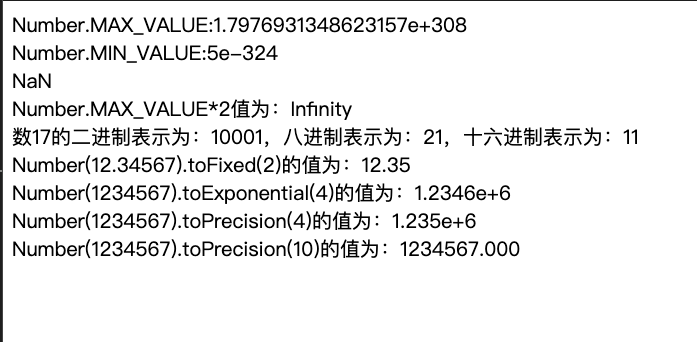 Number.MAX_VALUE:1.7976931348623157e+308
Number.MIN_VALUE:5e-324
NaN
Number.MAX_VALUE*2值为：Infinity
数17的二进制表示为：10001，八进制表示为：21，十六进制表示为：11
Number(12.34567).toFixed(2)的值为：12.35
Number(1234567).toExponential(4)的值为：1.2346e+6
Number(1234567).toPrecision(4)的值为：1.235e+6
Number(1234567).toPrecision(10)的值为：1234567.000